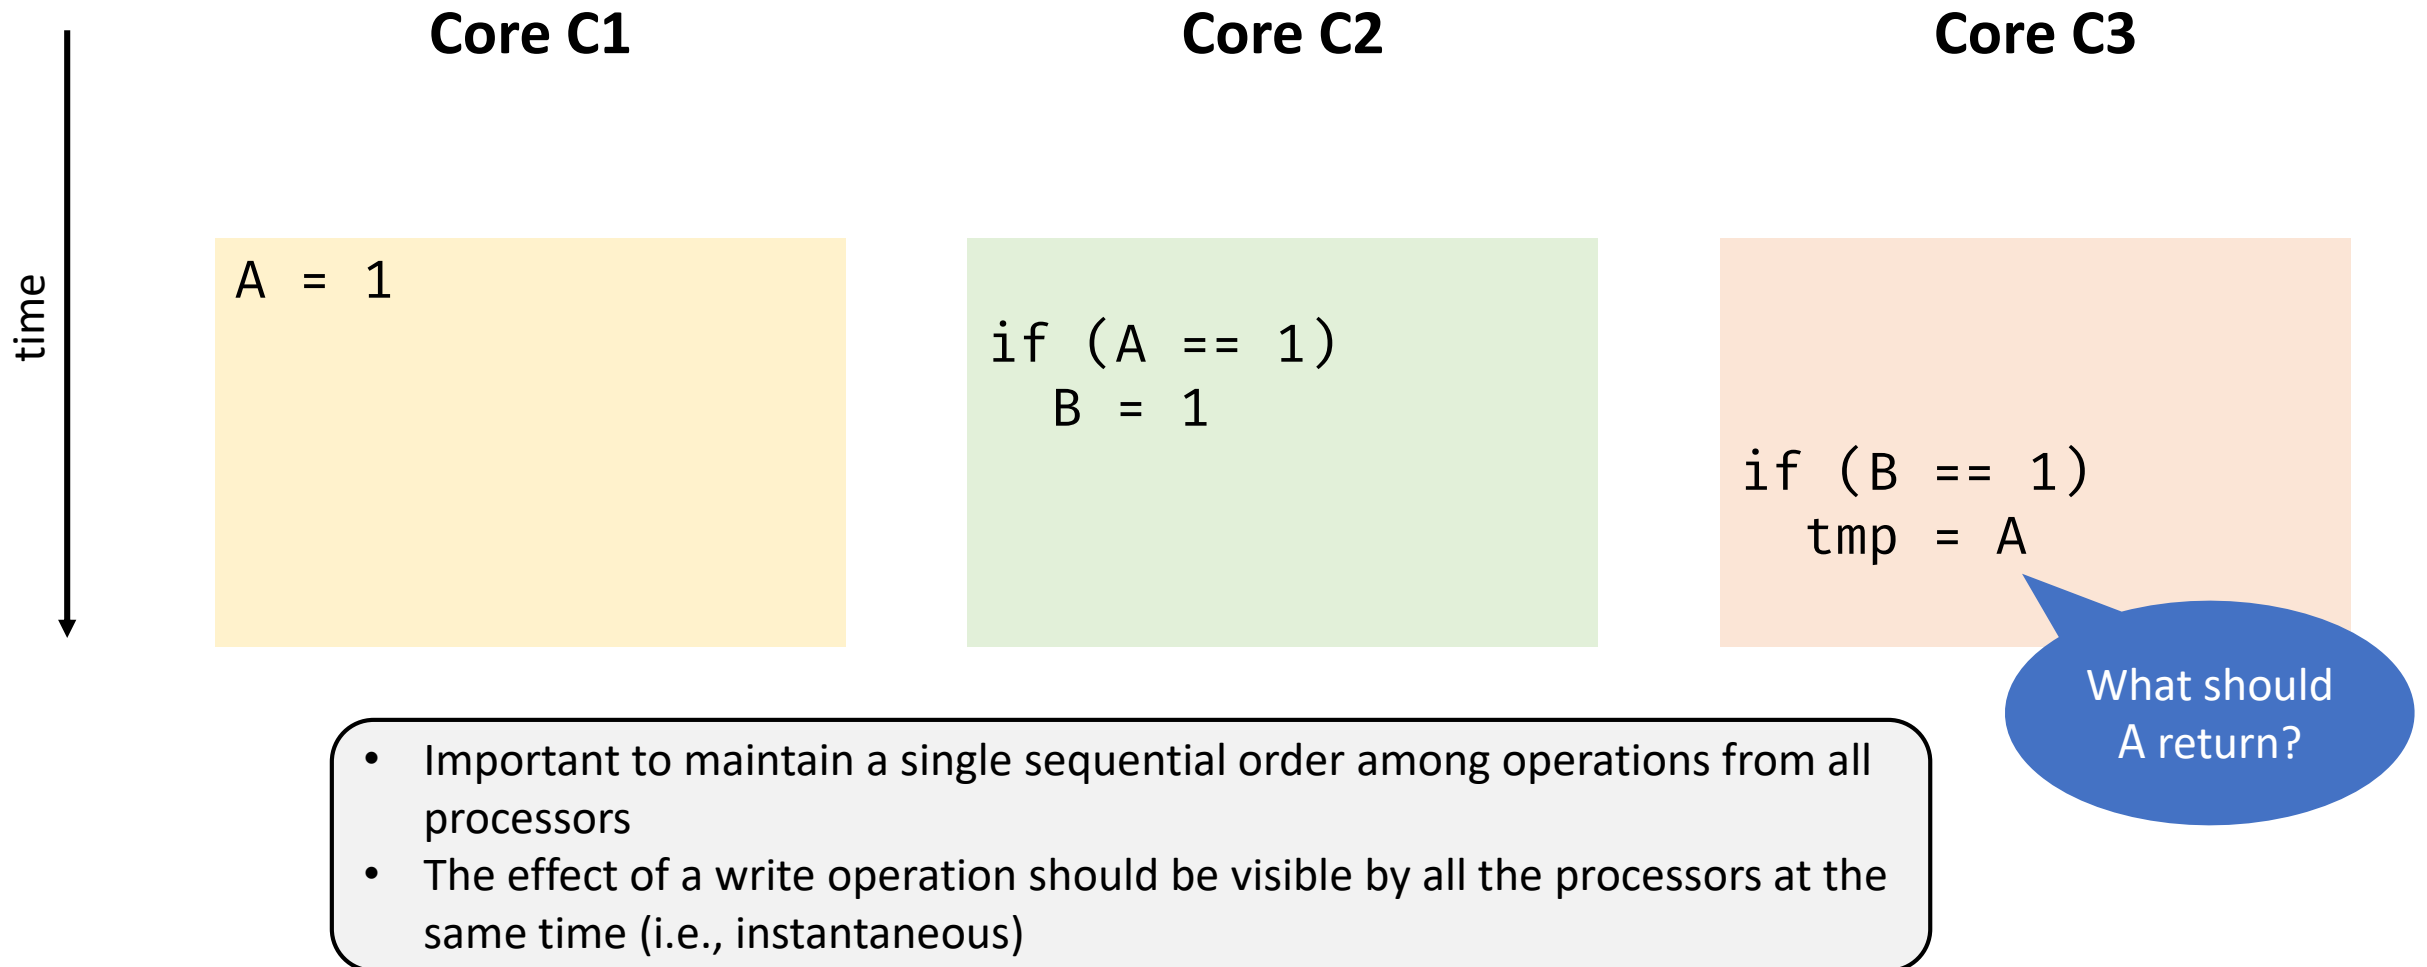 Core C1
Core C2
Core C3
time
A = 1
if (A == 1)
B = 1
if (B == 1)
tmp = A
What should
A return?
• Important to maintain a single sequential order among operations from all
processors
• The effect of a write operation should be visible by all the processors at the
same time (i.e., instantaneous)